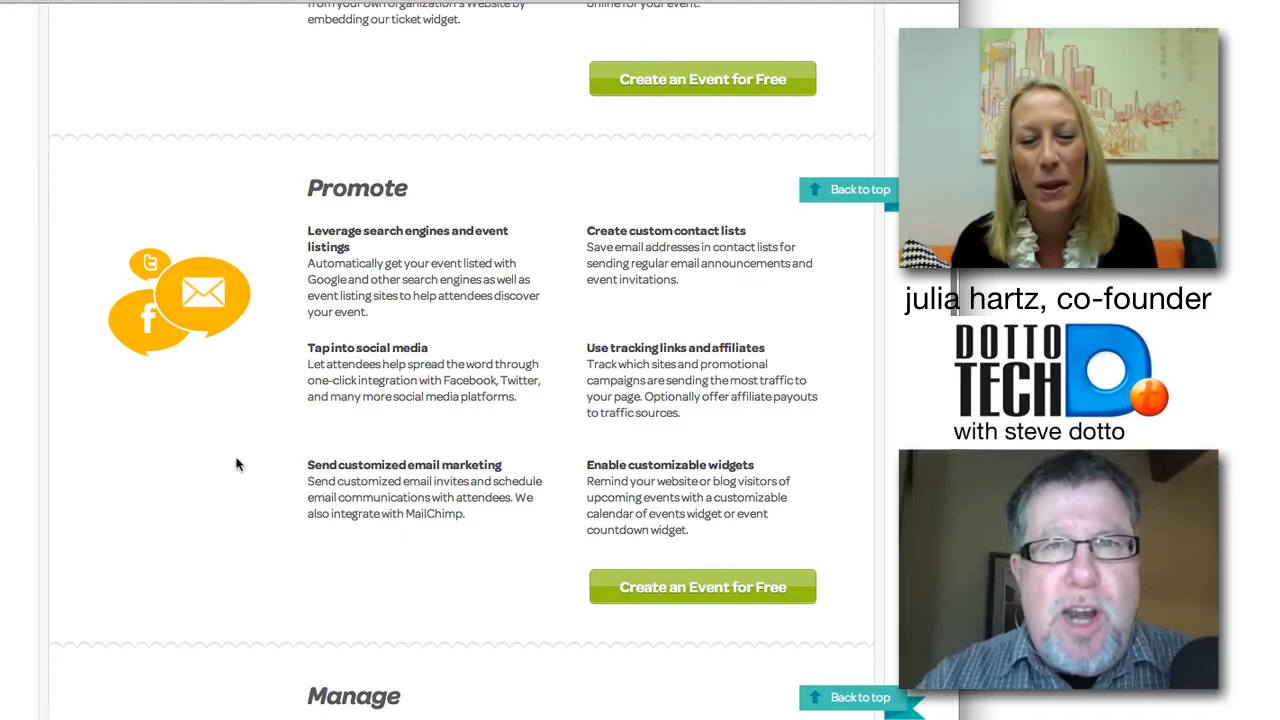 from your own organization's Website by
embedding our ticket widget.
online for your event.
Create an Event for Free
Promote
Back to top
Leverage search engines and event
listings
Automatically get your event listed with
Google and other search engines as well as
event listing sites to help attendees discover
your event.
Create custom contact lists
Save email addresses in contact lists for
sending regular email announcements and
event invitations.
Tap into social media
Let attendees help spread the word through
one-click integration with Facebook, Twitter,
and many more social media platforms.
Use tracking links and affiliates
Track which sites and promotional
campaigns are sending the most traffic to
your page. Optionally offer affiliate payouts
to traffic sources.
Send customized email marketing
Send customized email invites and schedule
email communications with attendees. We
also integrate with MailChimp.
Enable customizable widgets
Remind your website or blog visitors of
upcoming events with a customizable
calendar of events widget or event
countdown widget.
Create an Event for Free
Manage
Back to top
julia hartz, co-founder
DOTTO
TECH
with steve dotto